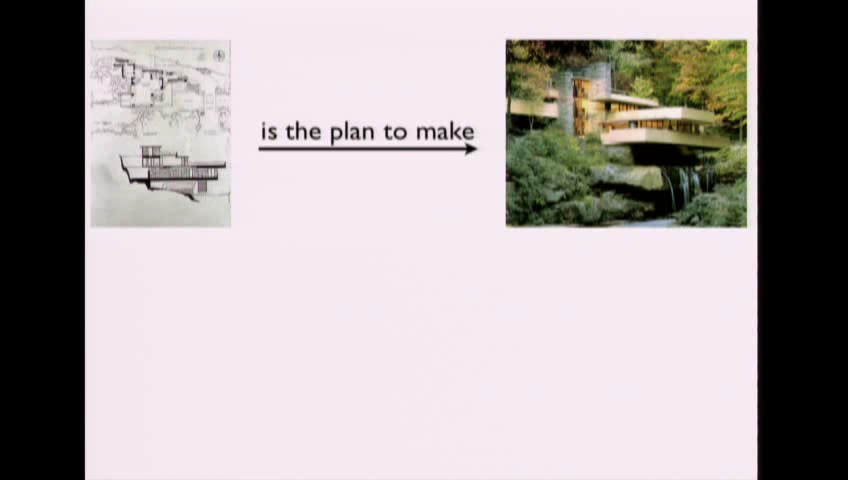 is the plan to make